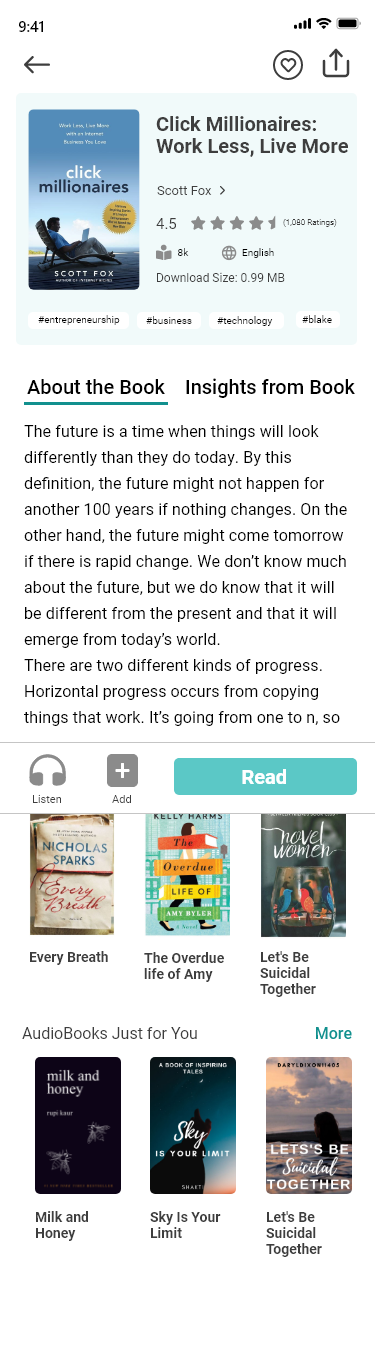 9:41
Work Less, Live More
with an Internet
Business You Love
click
millionaires
SCOTT FOX
AUTHOR OF INTERNET RICHES
Click Millionaires:
Work Less, Live More
Scott Fox
4.5
(1,080 Ratings)
8k
English
Download Size: 0.99 MB
#entrepreneurship
#business
#technology
#blake
About the Book
Insights from Book
The future is a time when things will look
differently than they do today. By this
definition, the future might not happen for
another 100 years if nothing changes. On the
other hand, the future might come tomorrow
if there is rapid change. We don’t know much
about the future, but we do know that it will
be different from the present and that it will
emerge from today’s world.
There are two different kinds of progress.
Horizontal progress occurs from copying
things that work. It’s going from one to n, so
Listen
Add
Read
NICHOLAS
SPARKS
Every
Breath
KELLY HARMS
The
Overdue
LIFE OF
AMY BYLER
a Novel
novel
women
Every Breath
The Overdue
life of Amy
Let's Be
Suicidal
Together
AudioBooks Just for You
More
milk and
honey
rupi kaur
A BOOK OF INSPIRING
TALES
Sky
IS YOUR LIMIT
SHAKTI
DARYLDIXON11403
LETS'S BE
Suicidal
TOGETHER
Milk and
Honey
Sky Is Your
Limit
Let's Be
Suicidal
Together